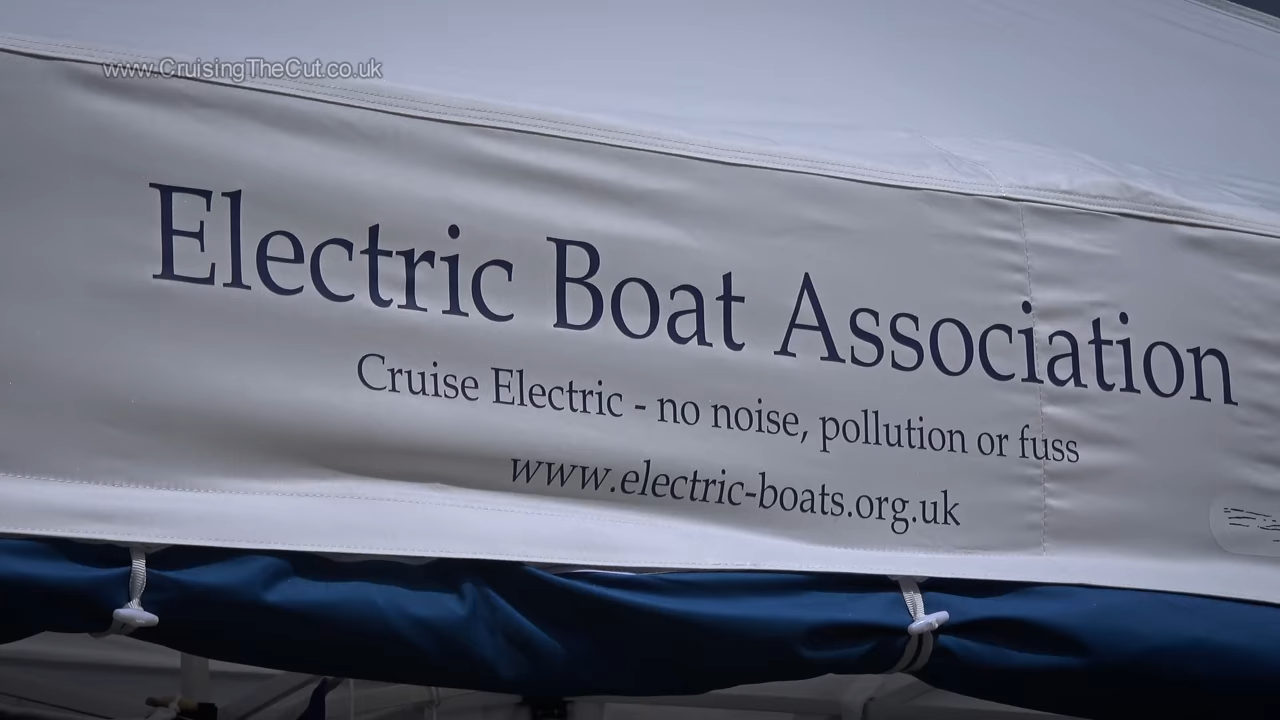 www.CruisingTheCut.co.uk
Electric Boat Association
Cruise Electric - no noise, pollution or fuss
www.electric-boats.org.uk